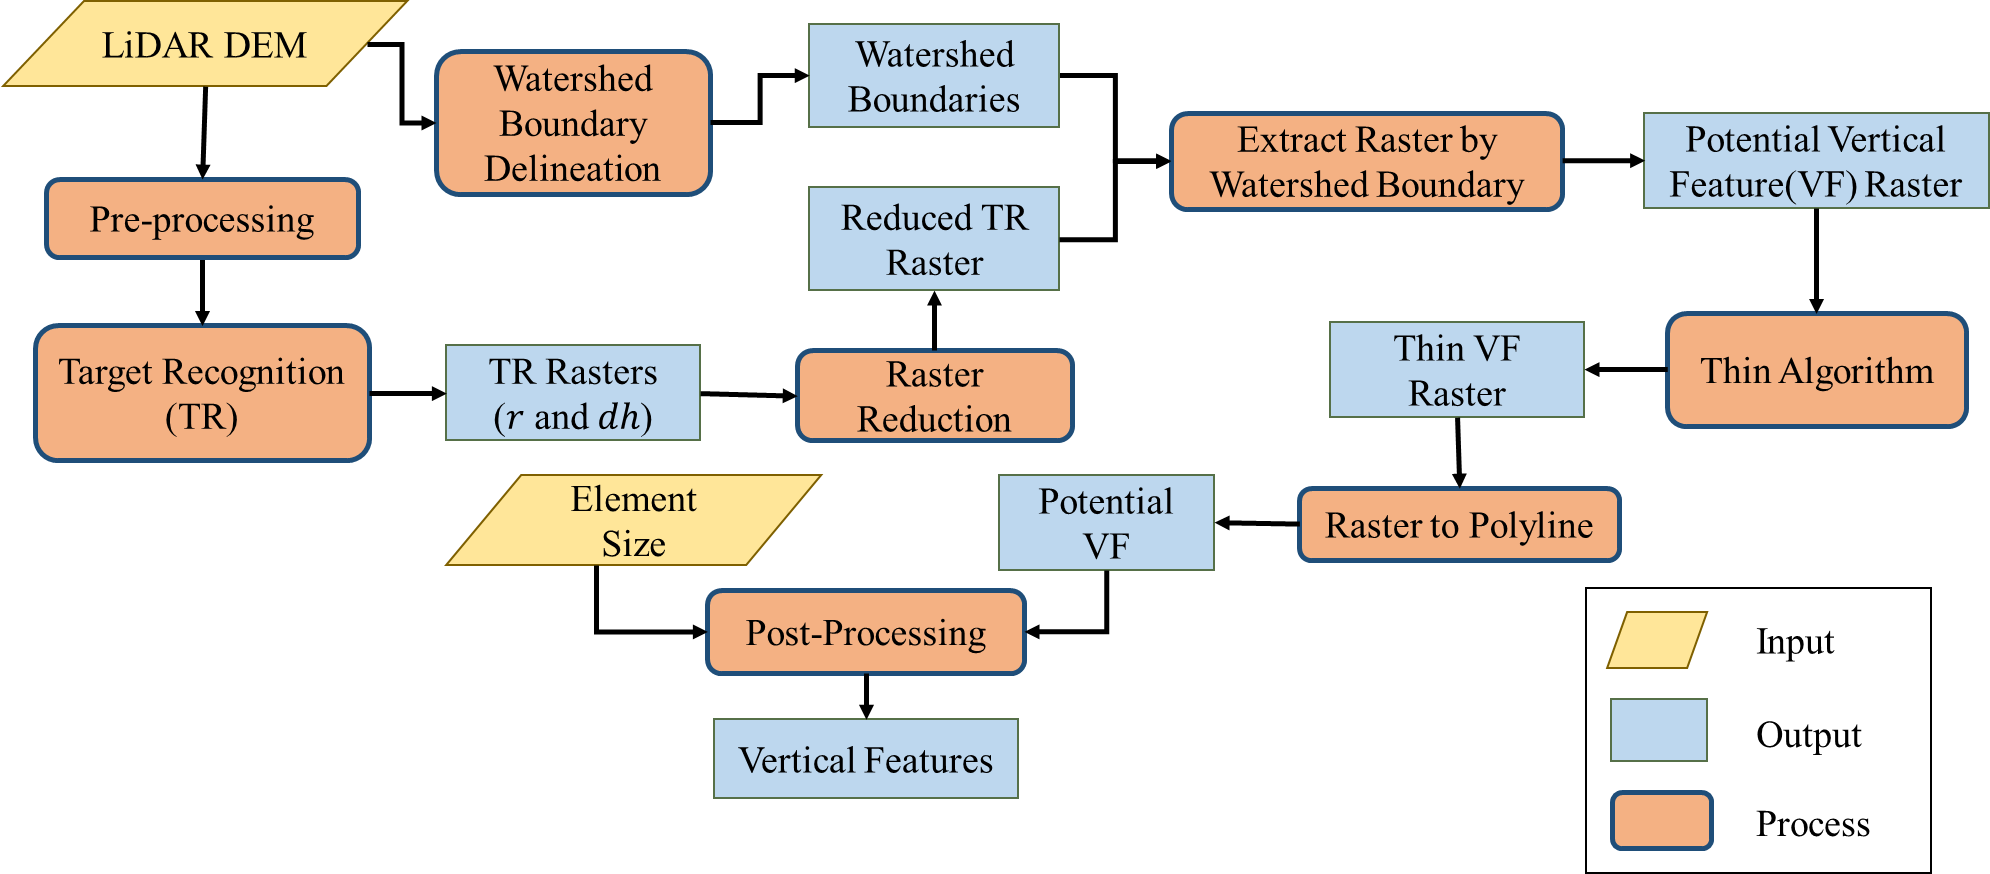 LiDAR DEM
Watershed
Boundary
Delineation
Watershed
Boundaries
Extract Raster by
Watershed Boundary
Potential Vertical
Feature(VF) Raster
Pre-processing
Reduced TR
Raster
Target Recognition
(TR)
TR Rasters
(r and dh)
Raster
Reduction
Thin VF
Raster
Thin Algorithm
Element
Size
Potential
VF
Raster to Polyline
Post-Processing
Vertical Features
Input
Output
Process